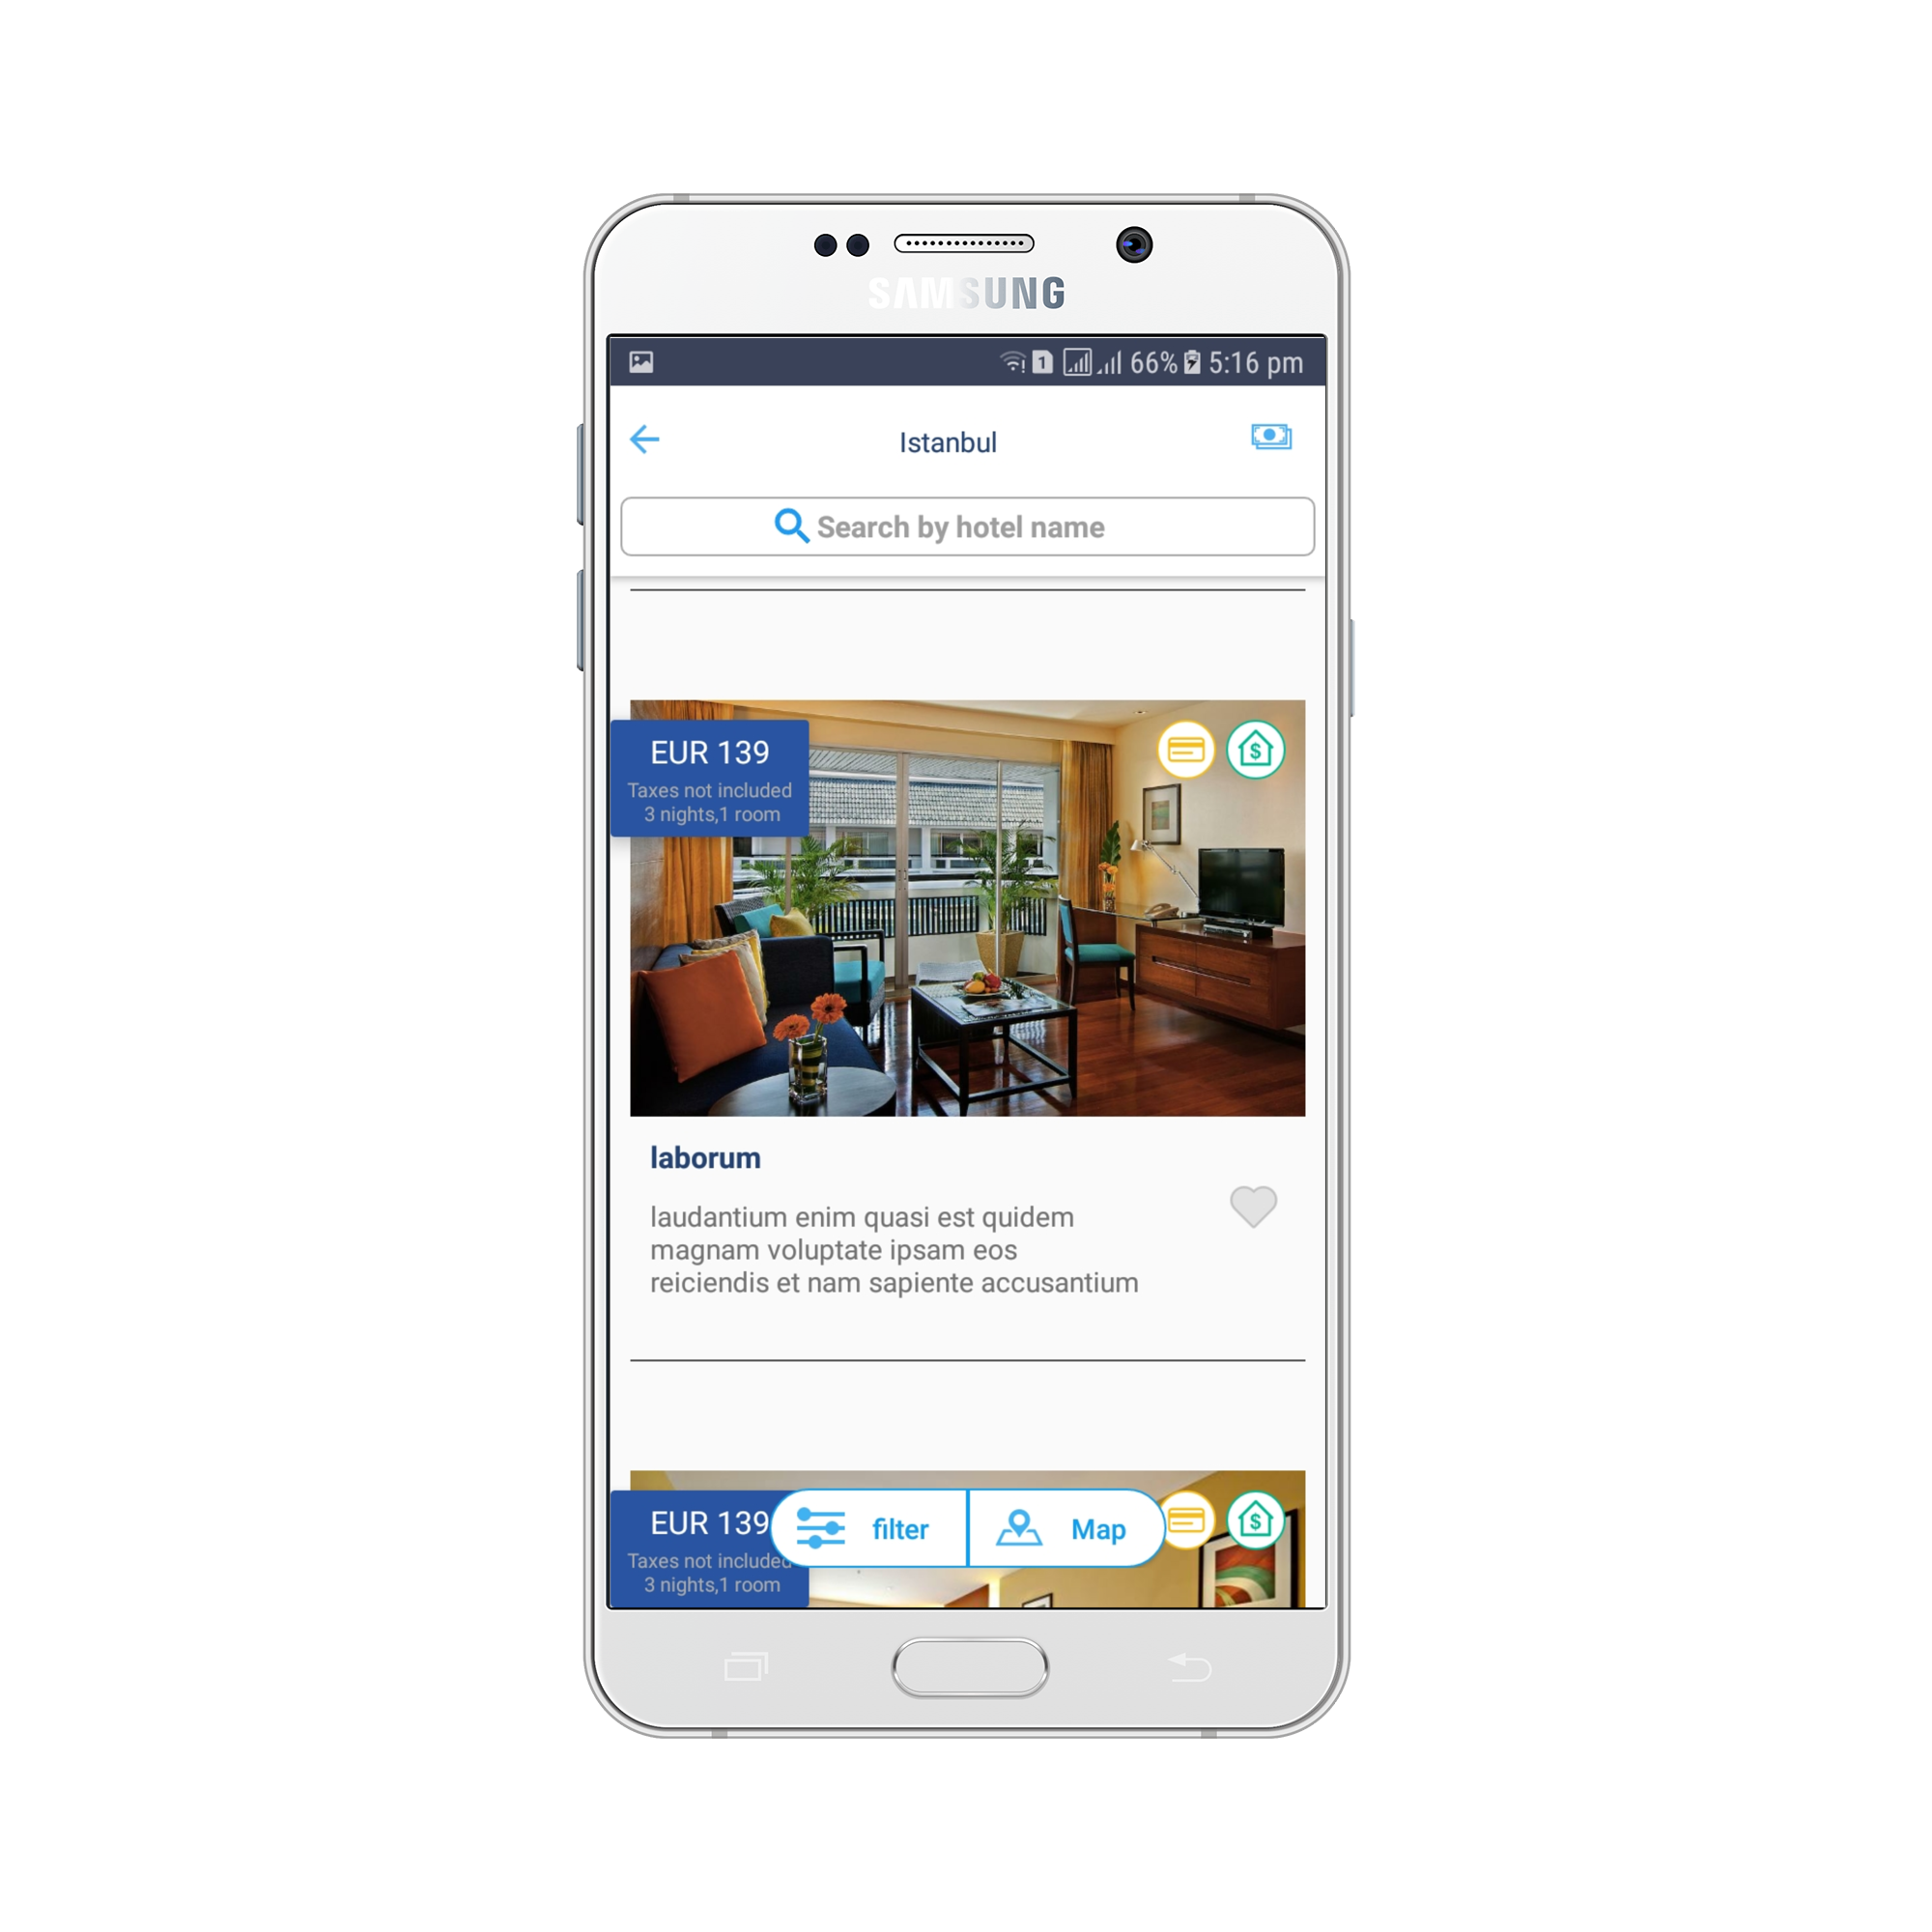 SAMSUNG
1 66% 5:16 pm
Istanbul
Search by hotel name
EUR 139
Taxes not included
3 nights,1 room
$
laborum
laudantium enim quasi est quidem
magnam voluptate ipsam eos
reiciendis et nam sapiente accusantium
EUR 139
Taxes not included
3 nights,1 room
filter
Map
$